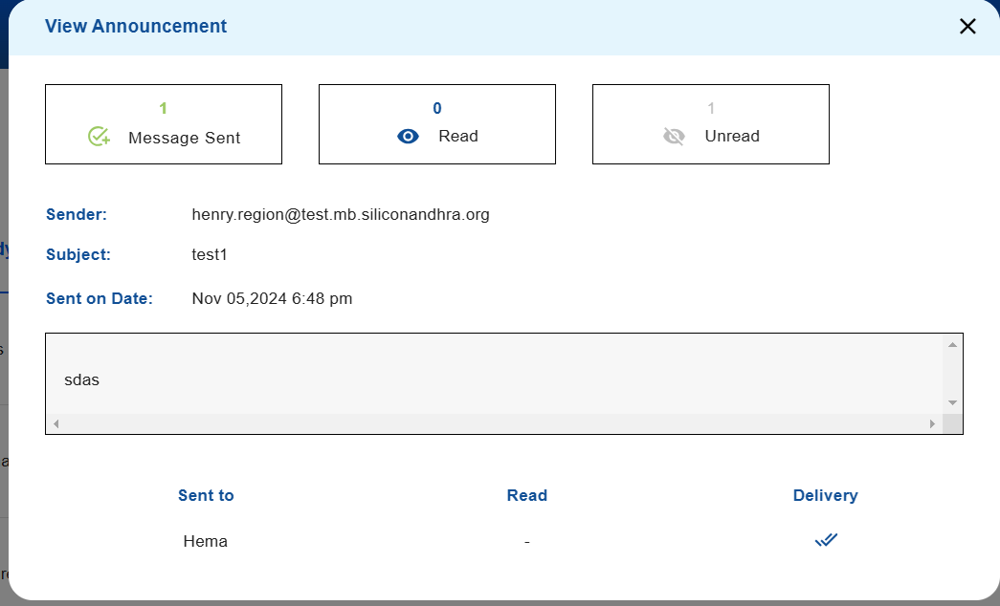 View Announcement
1
Message Sent
0
Read
1
Unread
Sender: henry.region@test.mb.siliconandhra.org
Subject: test1
Sent on Date: Nov 05,2024 6:48 pm
sdas
Sent to Read Delivery
Hema -